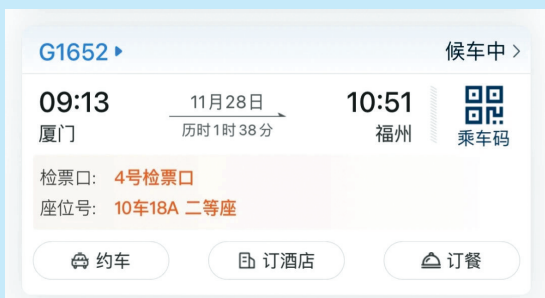 G1652 候车中
09:13 11月28日 10:51
厦门 历时1时38分 福州 乘车码
检票口: 4号检票口
座位号: 10车18A 二等座
约车 订酒店 订餐